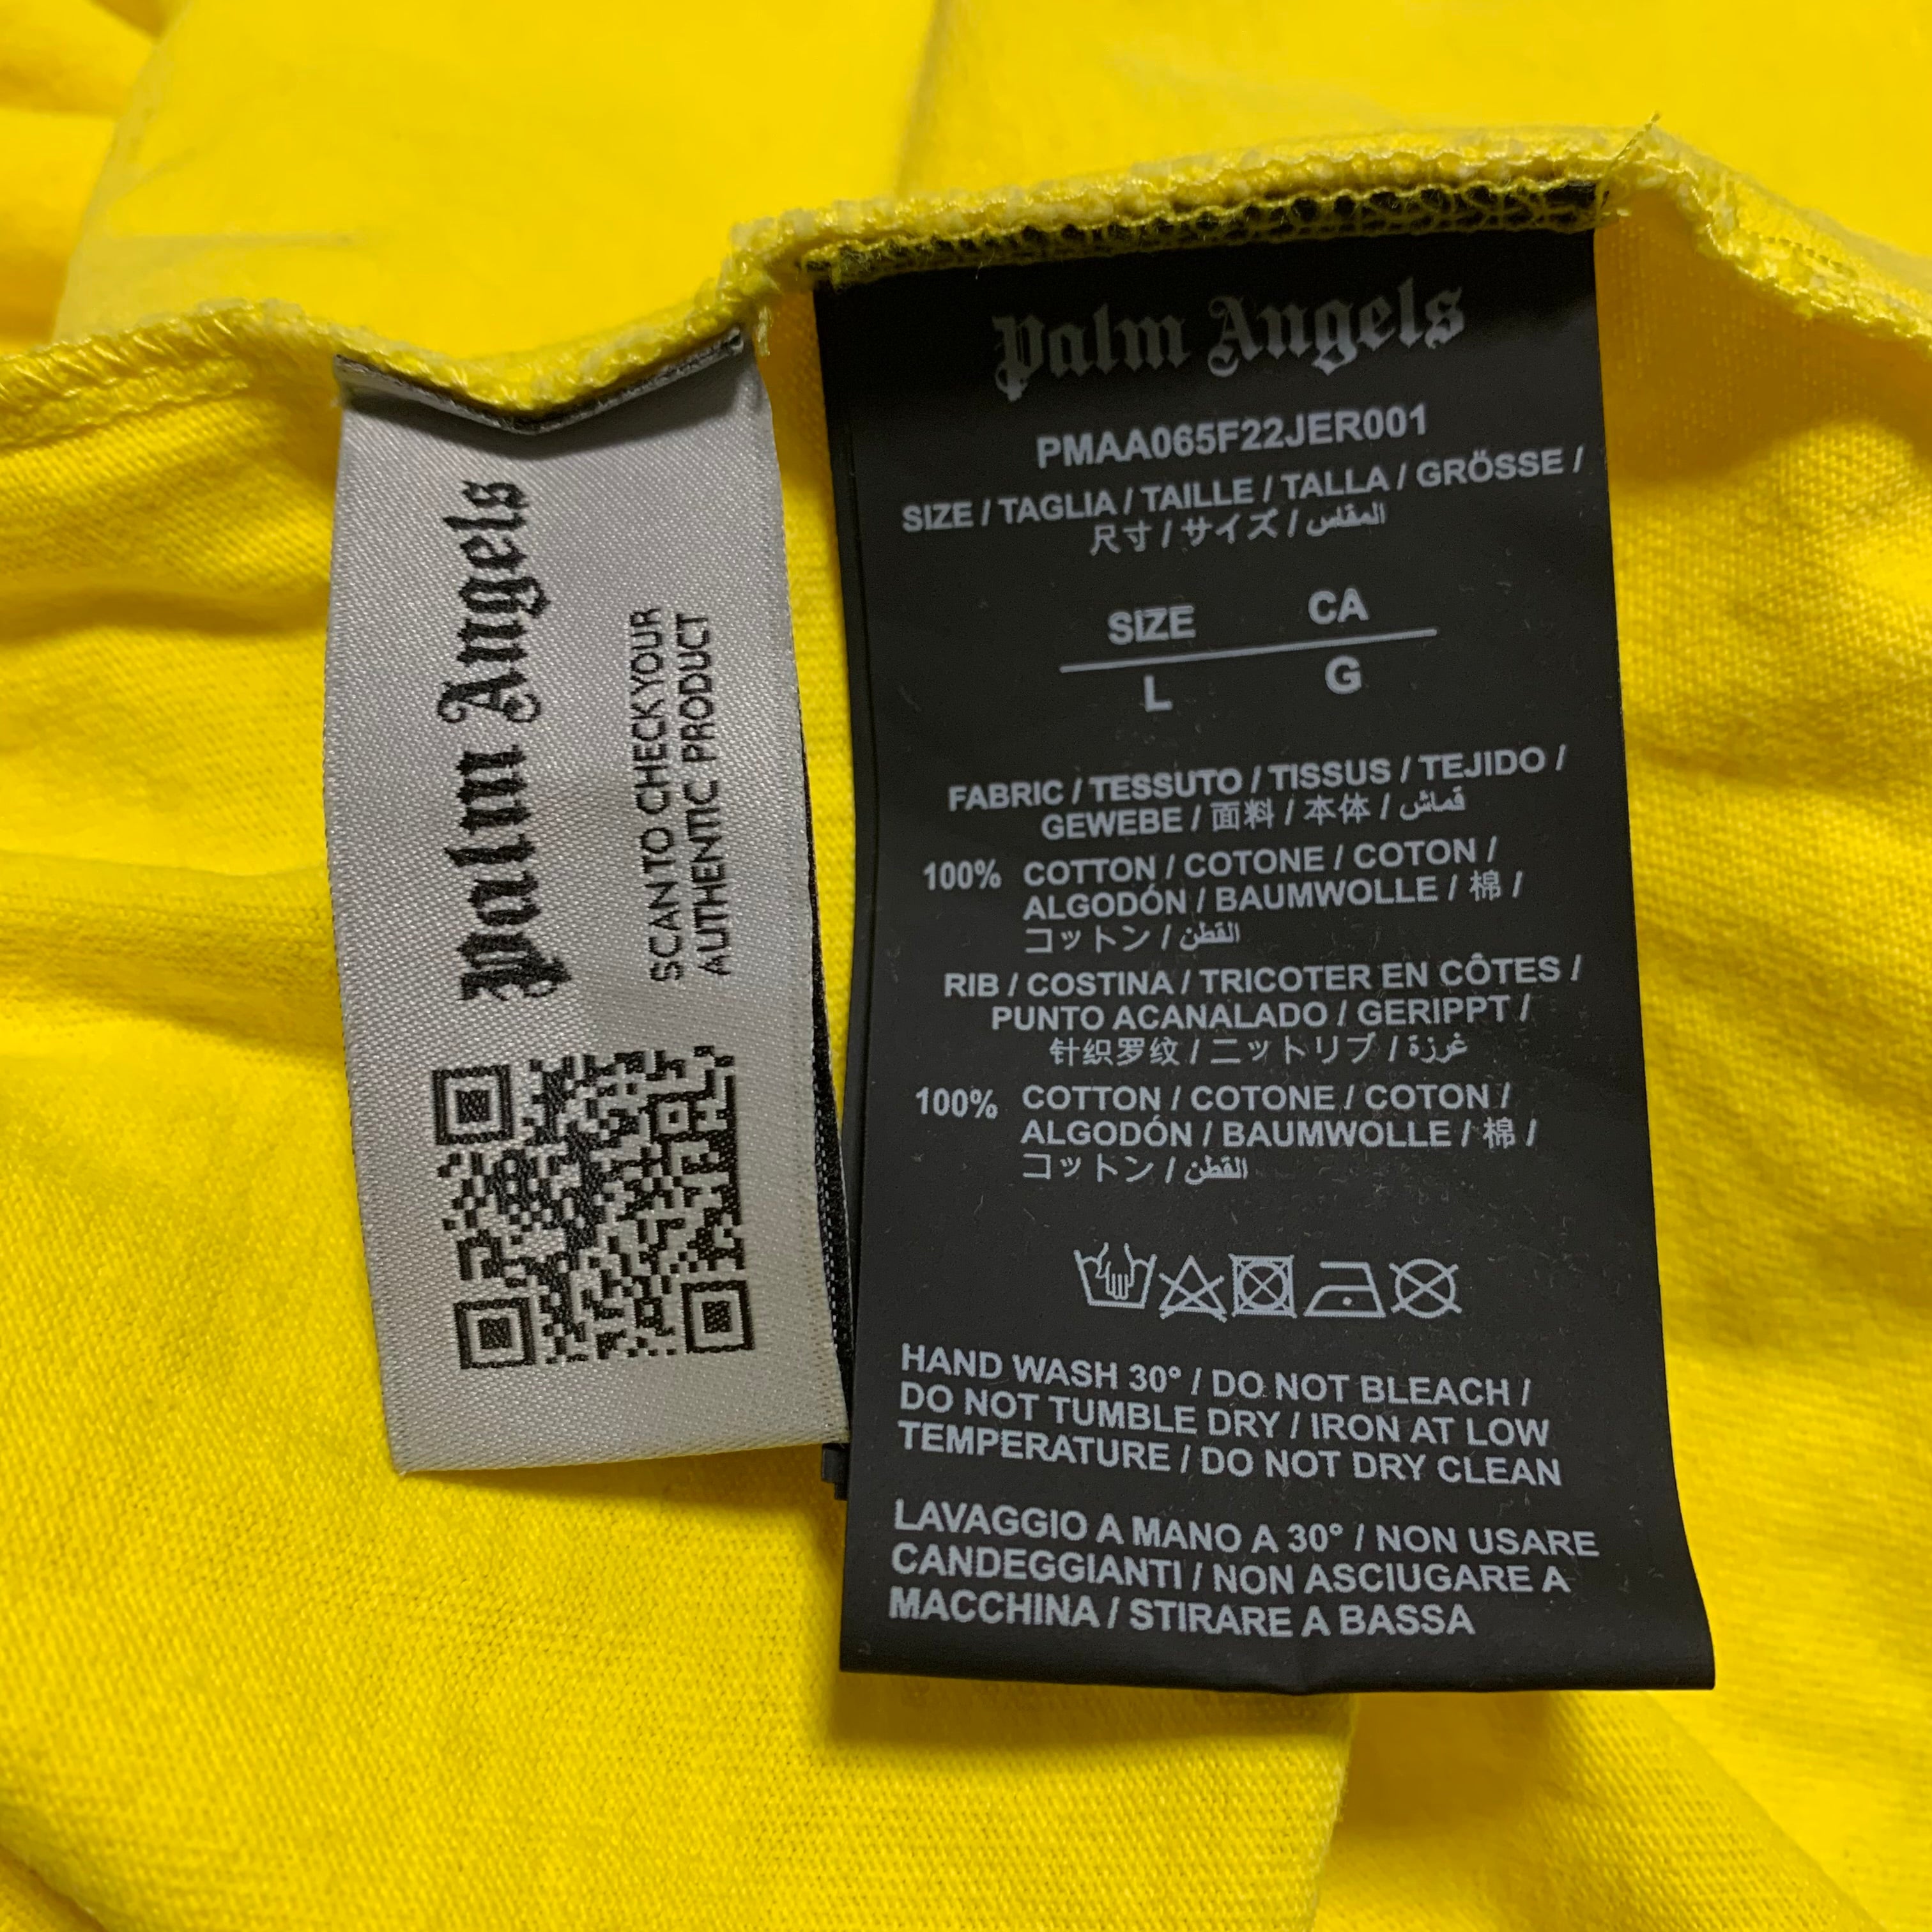 Palm Angels
SCAN TO CHECK YOUR
AUTHENTIC PRODUCT
Palm Angels
PMAA065F22JER001
SIZE / TAGLIA / TAILLE / TALLA / GRÖSSE /
尺寸 / サイズ / المقاس
SIZE CA
L G
FABRIC / TESSUTO / TISSUS / TEJIDO /
GEWEBE / 面料 / 本体 / قماش
100% COTTON / COTONE / COTON /
ALGODÓN / BAUMWOLLE / 棉 /
コットン / القطن
RIB / COSTINA / TRICOTER EN CÔTES /
PUNTO ACANALADO / GERIPPT /
针织罗纹 / ニットリブ / غرزة
100% COTTON / COTONE / COTON /
ALGODÓN / BAUMWOLLE / 棉 /
コットン / القطن
HAND WASH 30° / DO NOT BLEACH /
DO NOT TUMBLE DRY / IRON AT LOW
TEMPERATURE / DO NOT DRY CLEAN
LAVAGGIO A MANO A 30° / NON USARE
CANDEGGIANTI / NON ASCIUGARE A
MACCHINA / STIRARE A BASSA